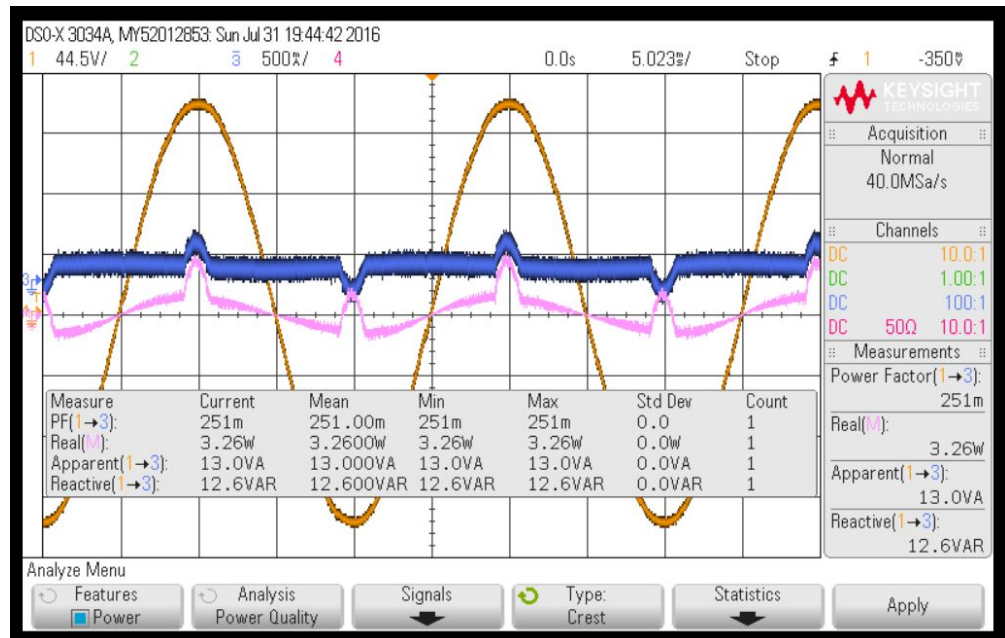 DSO-X 3034A, MY52012853: Sun Jul 31 19:44:42 2016
1 44.5V/ 2 3 500%/ 4 0.0s 5.023%/ Stop 1 -350V
KEYSIGHT
TECHNOLOGIES
Acquisition
Normal
40.0MSa/s
Channels
DC 10.0:1
DC 1.00:1
DC 100:1
DC 50Ω 10.0:1
Measurements
Power Factor(1→3):
251m
Real(M):
3.26W
Apparent(1→3):
13.0VA
Reactive(1→3):
12.6VAR
Measure Current Mean Min Max Std Dev Count
PF(1→3): 251m 251.00m 251m 251m 0.0 1
Real(M): 3.26W 3.2600W 3.26W 3.26W 0.0W 1
Apparent(1→3): 13.0VA 13.000VA 13.0VA 13.0VA 0.0VA 1
Reactive(1→3): 12.6VAR 12.600VAR 12.6VAR 12.6VAR 0.0VAR 1
Analyze Menu
Features
Power
Analysis
Power Quality
Signals
Type:
Crest
Statistics
Apply